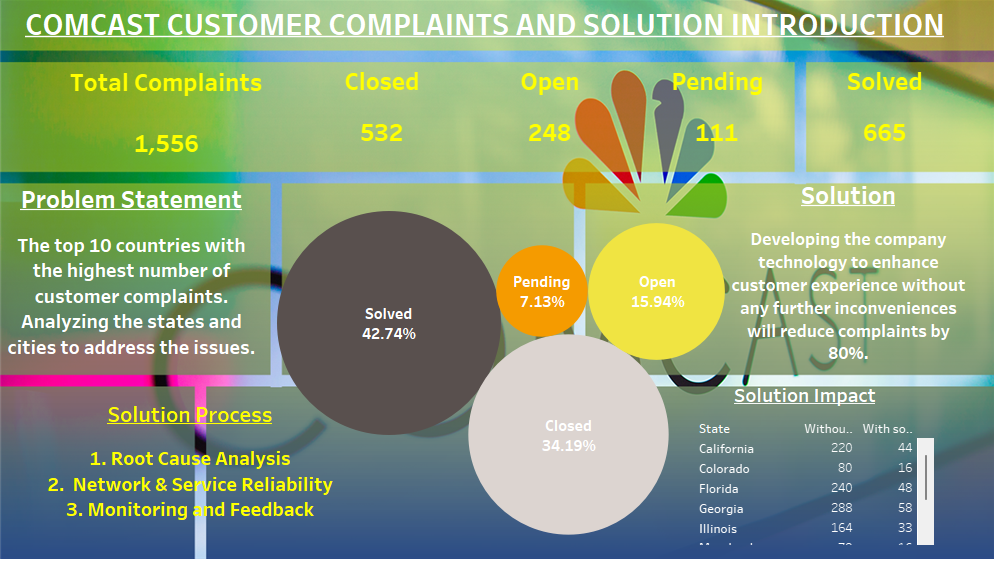 COMCAST CUSTOMER COMPLAINTS AND SOLUTION INTRODUCTION
Total Complaints
1,556
Closed
532
Open
248
Pending
111
Solved
665
Problem Statement
The top 10 countries with
the highest number of
customer complaints.
Analyzing the states and
cities to address the issues.
Solved
42.74%
Pending
7.13%
Open
15.94%
Closed
34.19%
Solution
Developing the company
technology to enhance
customer experience without
any further inconveniences
will reduce complaints by
80%.
Solution Process
1. Root Cause Analysis
2. Network & Service Reliability
3. Monitoring and Feedback
Solution Impact
State Withou.. With so..
California 220 44
Colorado 80 16
Florida 240 48
Georgia 288 58
Illinois 164 33